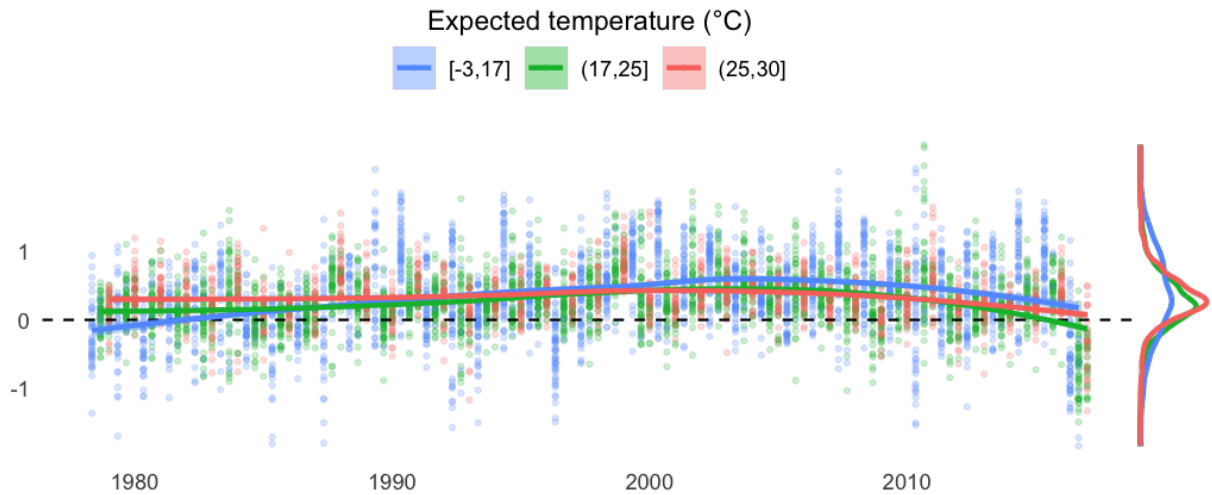 Expected temperature (°C)
[-3,17] (17,25] (25,30]
1
0
-1
1980 1990 2000 2010